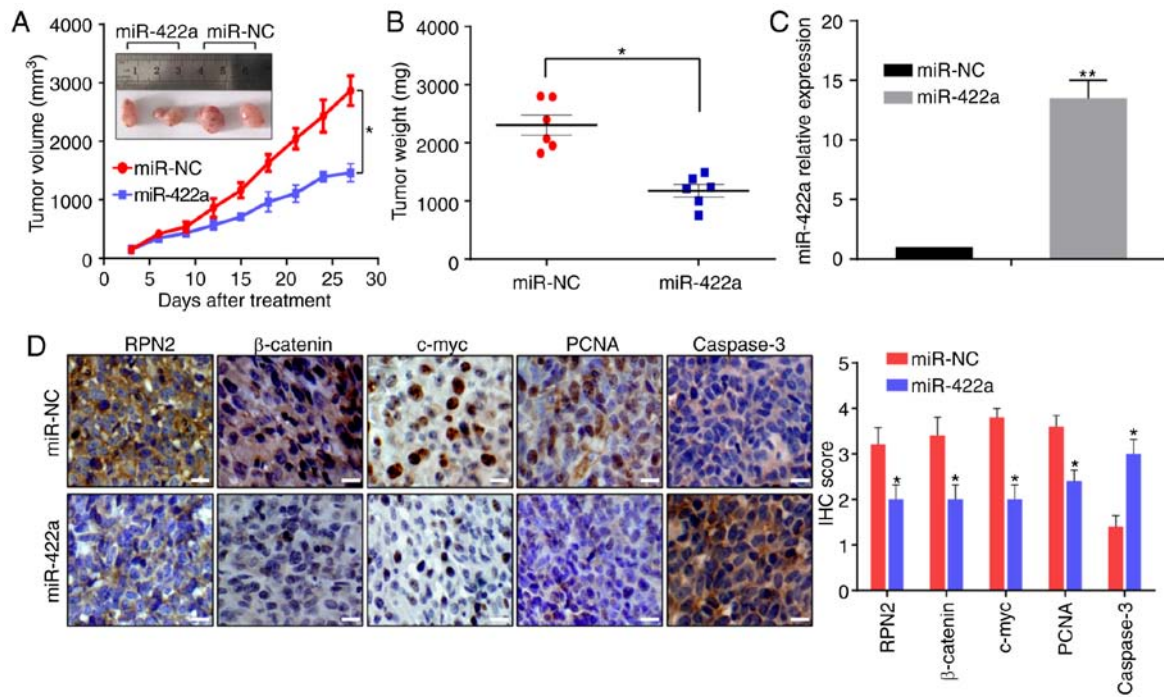 A
miR-422a miR-NC
1 2 3 4 5 6
Tumor volume (mm³)
4000
3000
2000
1000
0
miR-NC
miR-422a
*
0 5 10 15 20 25 30
Days after treatment
B
Tumor weight (mg)
4000
3000
2000
1000
0
*
miR-NC miR-422a
C
miR-422a relative expression
20
15
10
5
0
miR-NC
miR-422a
**
D
RPN2 β-catenin c-myc PCNA Caspase-3
miR-NC
miR-422a
IHC score
5
4
3
2
1
0
miR-NC
miR-422a
* * * * *
RPN2
β-catenin
c-myc
PCNA
Caspase-3